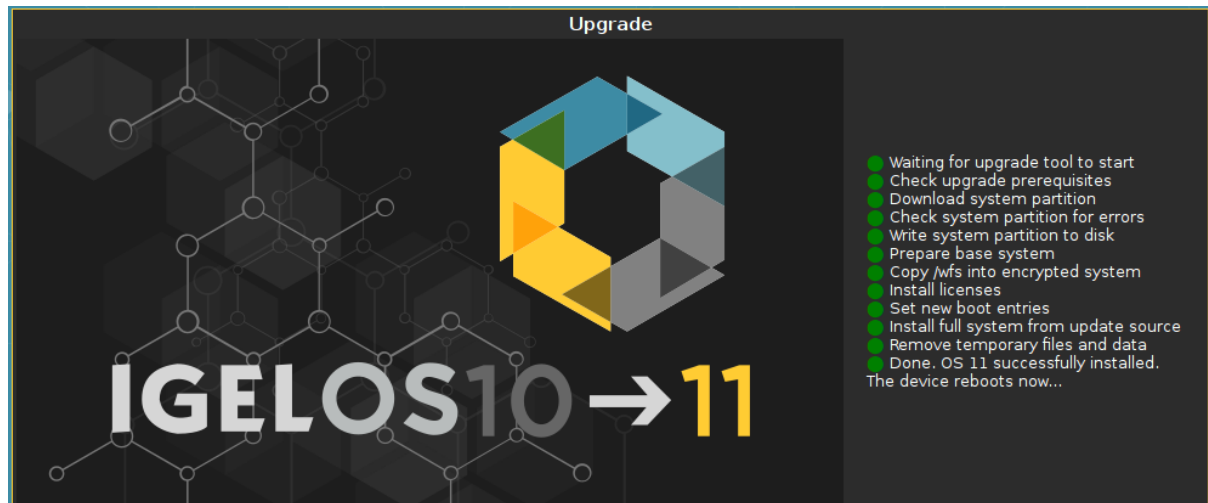 Upgrade
IGELOS10→11
Waiting for upgrade tool to start
Check upgrade prerequisites
Download system partition
Check system partition for errors
Write system partition to disk
Prepare base system
Copy /wfs into encrypted system
Install licenses
Set new boot entries
Install full system from update source
Remove temporary files and data
Done. OS 11 successfully installed.
The device reboots now...